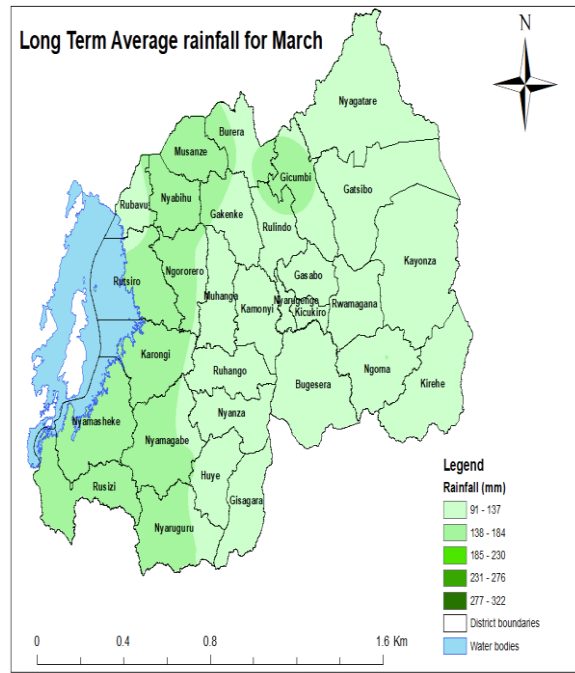 Long Term Average rainfall for March
N
Nyagatare
Burera
Musanze
Gicumbi
Gatsibo
Rubavu
Nyabihu
Gakenke
Rulindo
Kayonza
Rutsiro
Ngororero
Gasabo
Muhanga
Kamonyi
Nyarugenge
Kicukiro
Rwamagana
Karongi
Ruhango
Bugesera
Ngoma
Kirehe
Nyamasheke
Nyanza
Nyamagabe
Huye
Rusizi
Gisagara
Nyaruguru
Legend
Rainfall (mm)
91 - 137
138 - 184
185 - 230
231 - 276
277 - 322
District boundaries
Water bodies
0 0.4 0.8 1.6 Km